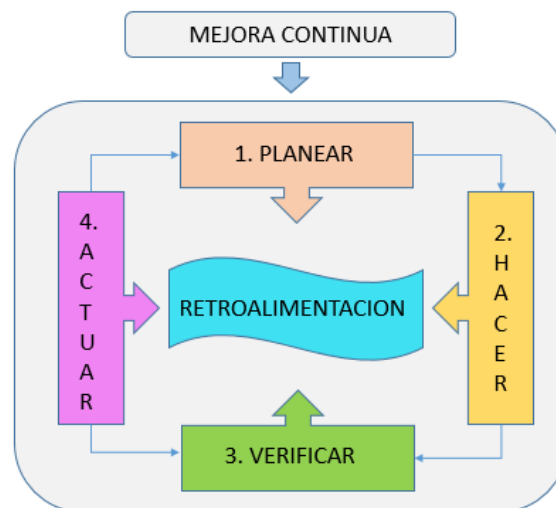 MEJORA CONTINUA
1. PLANEAR
4.
A
C
T
U
A
R
2.
H
A
C
E
R
RETROALIMENTACION
3. VERIFICAR